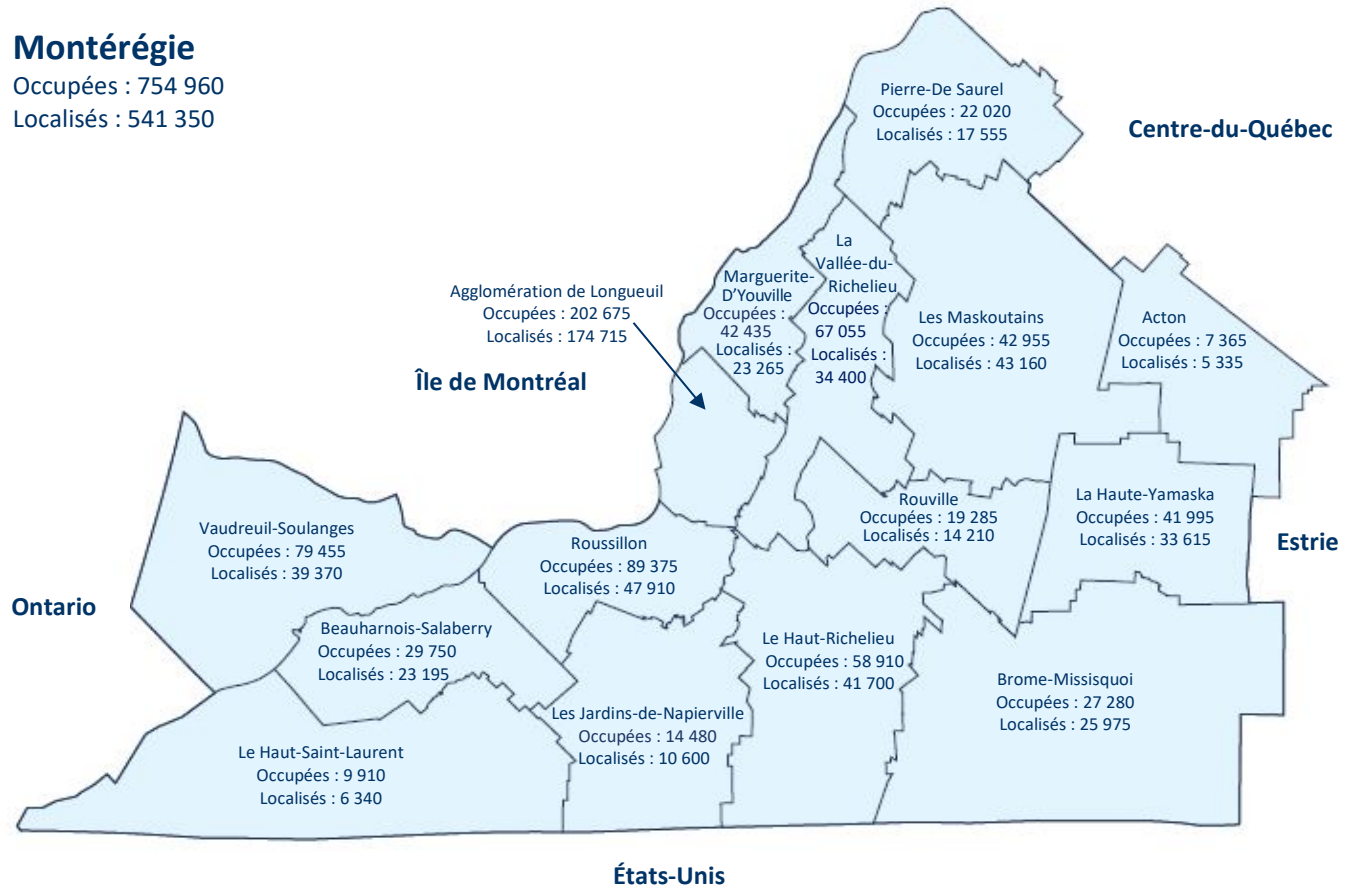 Montérégie
Occupées : 754 960
Localisés : 541 350
Pierre-De Saurel
Occupées : 22 020
Localisés : 17 555
Centre-du-Québec
La
Vallée-du-
Richelieu
Occupées :
67 055
Localisés :
34 400
Marguerite-
D'Youville
Occupées :
42 435
Localisés :
23 265
Agglomération de Longueuil
Occupées : 202 675
Localisés : 174 715
Les Maskoutains
Occupées : 42 955
Localisés : 43 160
Acton
Occupées : 7 365
Localisés : 5 335
Île de Montréal
Rouville
Occupées : 19 285
Localisés : 14 210
La Haute-Yamaska
Occupées : 41 995
Localisés : 33 615
Estrie
Vaudreuil-Soulanges
Occupées : 79 455
Localisés : 39 370
Roussillon
Occupées : 89 375
Localisés : 47 910
Ontario
Beauharnois-Salaberry
Occupées : 29 750
Localisés : 23 195
Le Haut-Richelieu
Occupées : 58 910
Localisés : 41 700
Brome-Missisquoi
Occupées : 27 280
Localisés : 25 975
Les Jardins-de-Napierville
Occupées : 14 480
Localisés : 10 600
Le Haut-Saint-Laurent
Occupées : 9 910
Localisés : 6 340
États-Unis